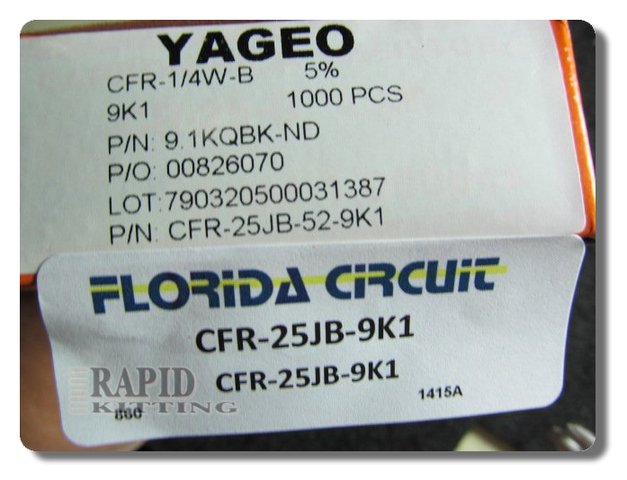 YAGEO
CFR-1/4W-B 5%
9K1 1000 PCS
P/N: 9.1KQBK-ND
P/O: 00826070
LOT:790320500031387
P/N: CFR-25JB-52-9K1
FLORIDA CIRCUIT
CFR-25JB-9K1
CFR-25JB-9K1
1415A
RAPID
KITTING